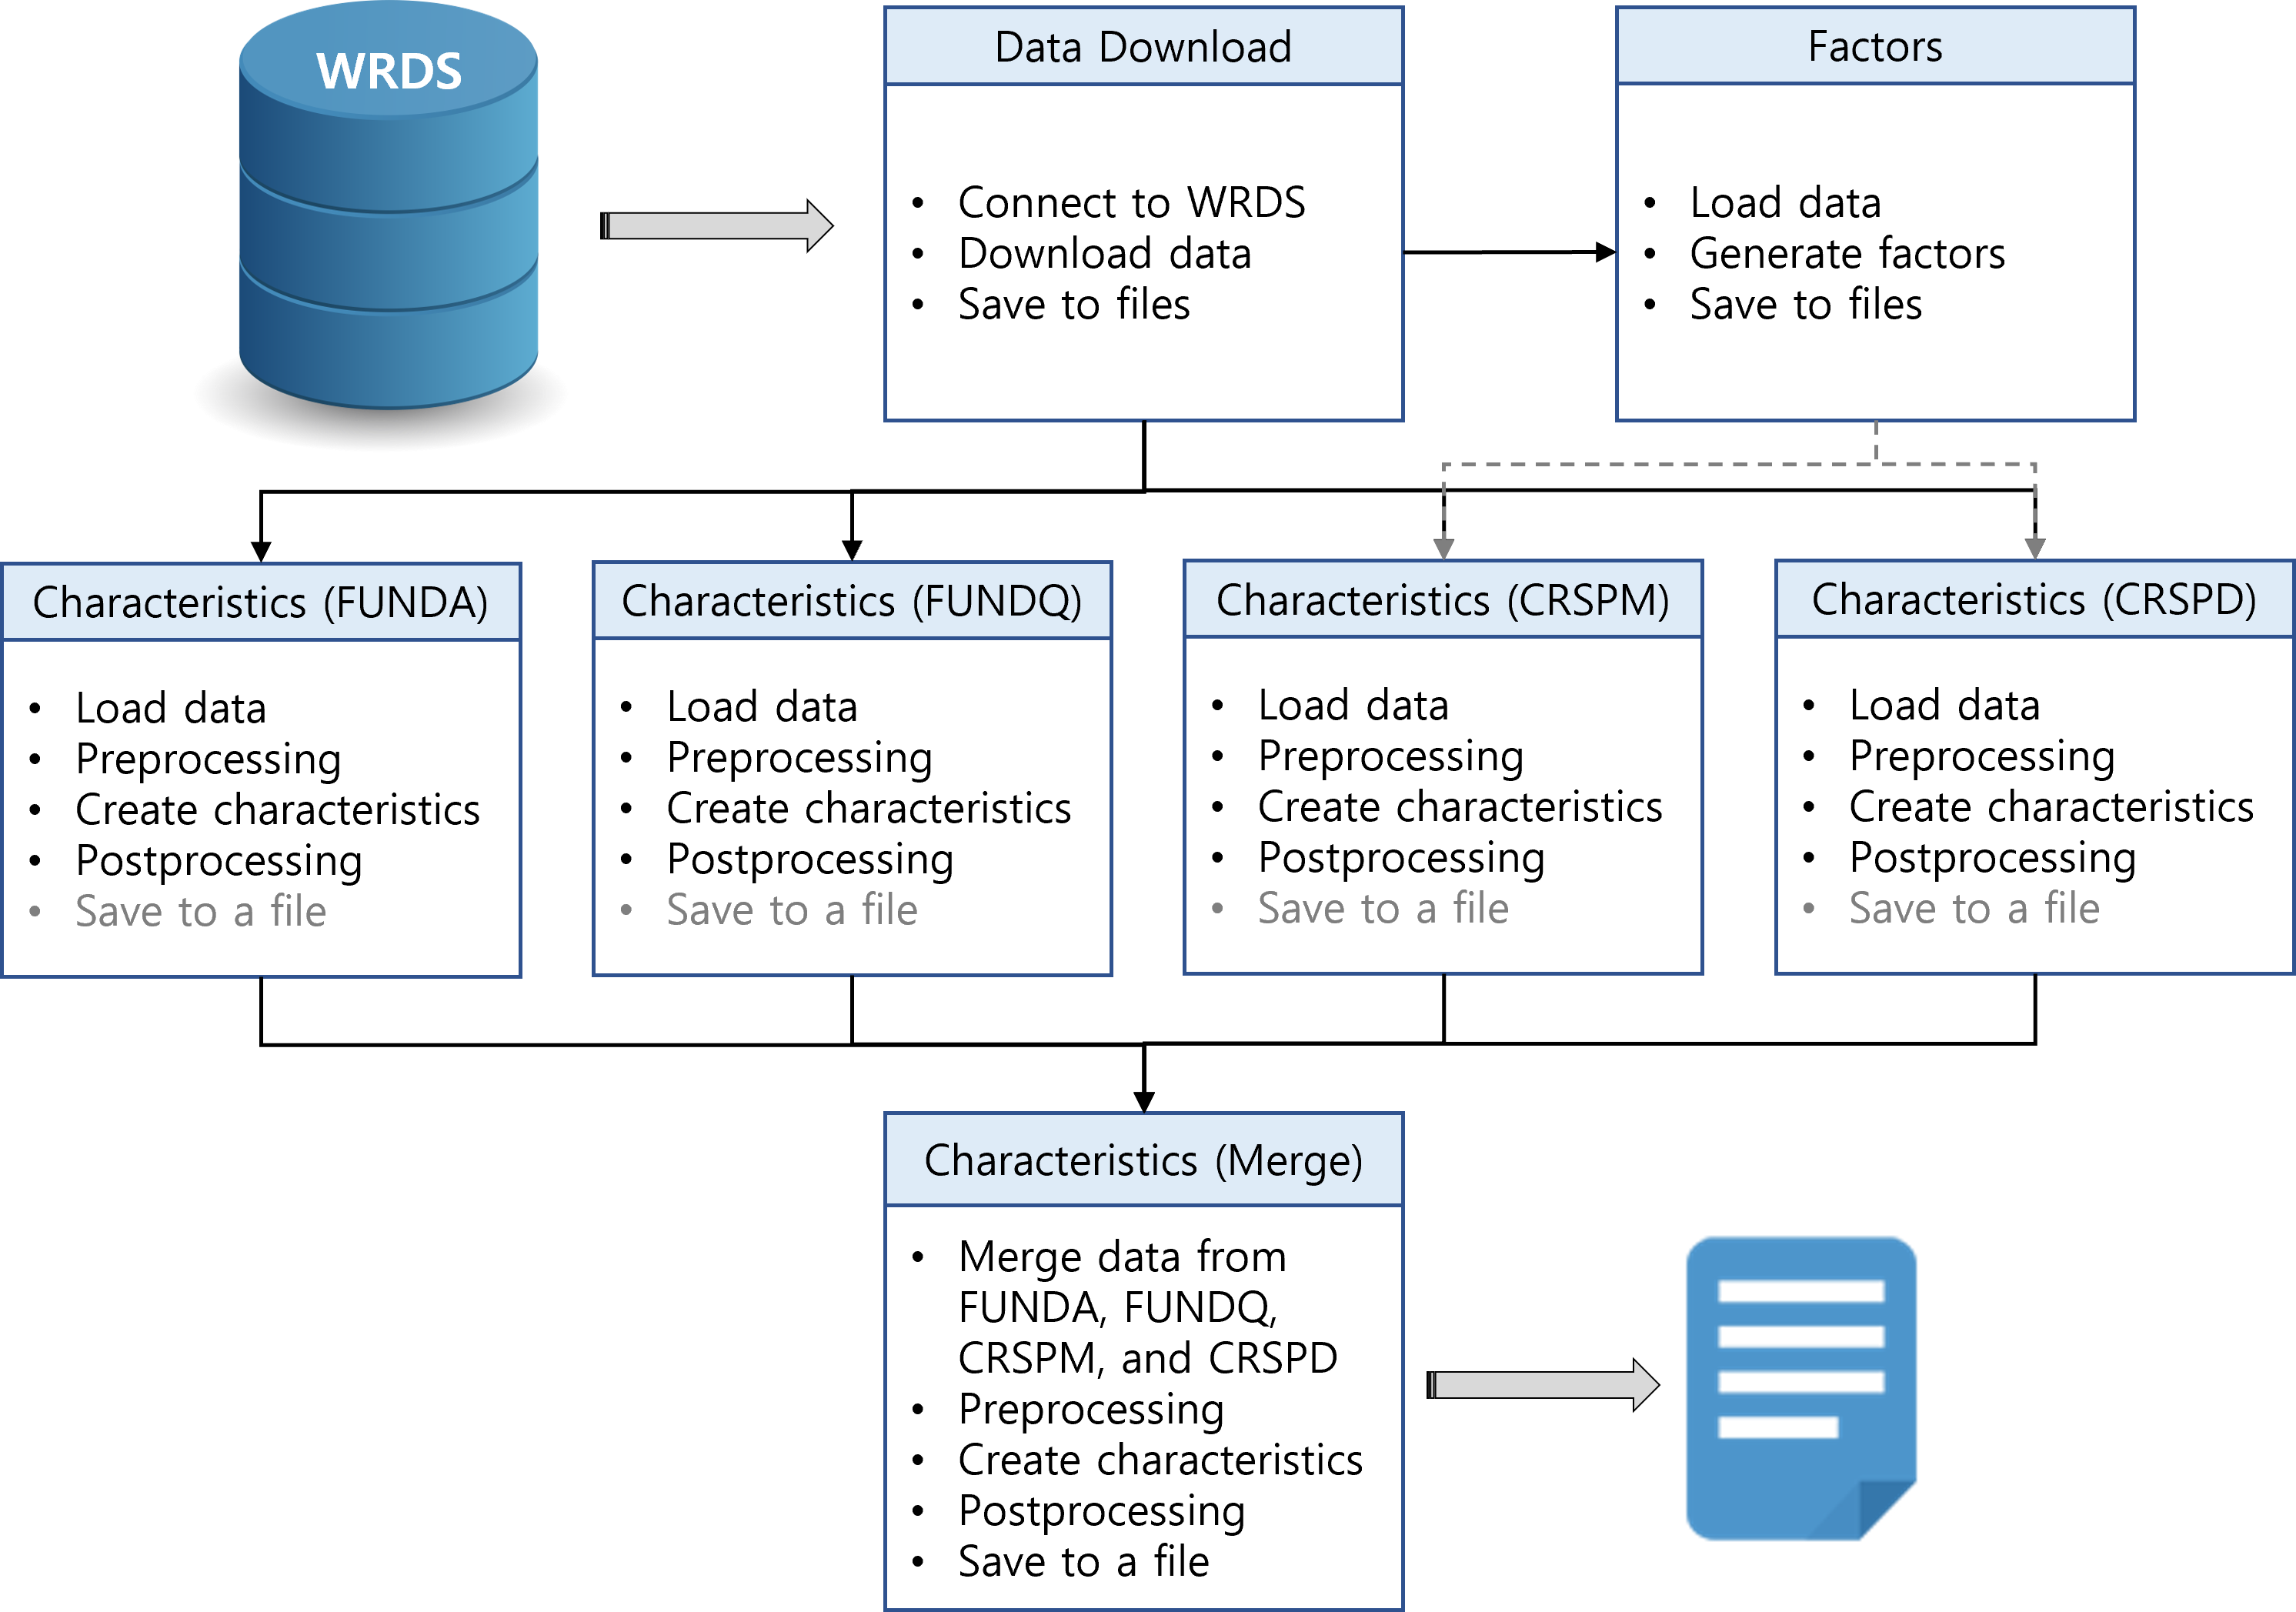 WRDS
Data Download
• Connect to WRDS
• Download data
• Save to files
Factors
• Load data
• Generate factors
• Save to files
Characteristics (FUNDA)
• Load data
• Preprocessing
• Create characteristics
• Postprocessing
• Save to a file
Characteristics (FUNDQ)
• Load data
• Preprocessing
• Create characteristics
• Postprocessing
• Save to a file
Characteristics (CRSPM)
• Load data
• Preprocessing
• Create characteristics
• Postprocessing
• Save to a file
Characteristics (CRSPD)
• Load data
• Preprocessing
• Create characteristics
• Postprocessing
• Save to a file
Characteristics (Merge)
• Merge data from
FUNDA, FUNDQ,
CRSPM, and CRSPD
• Preprocessing
• Create characteristics
• Postprocessing
• Save to a file